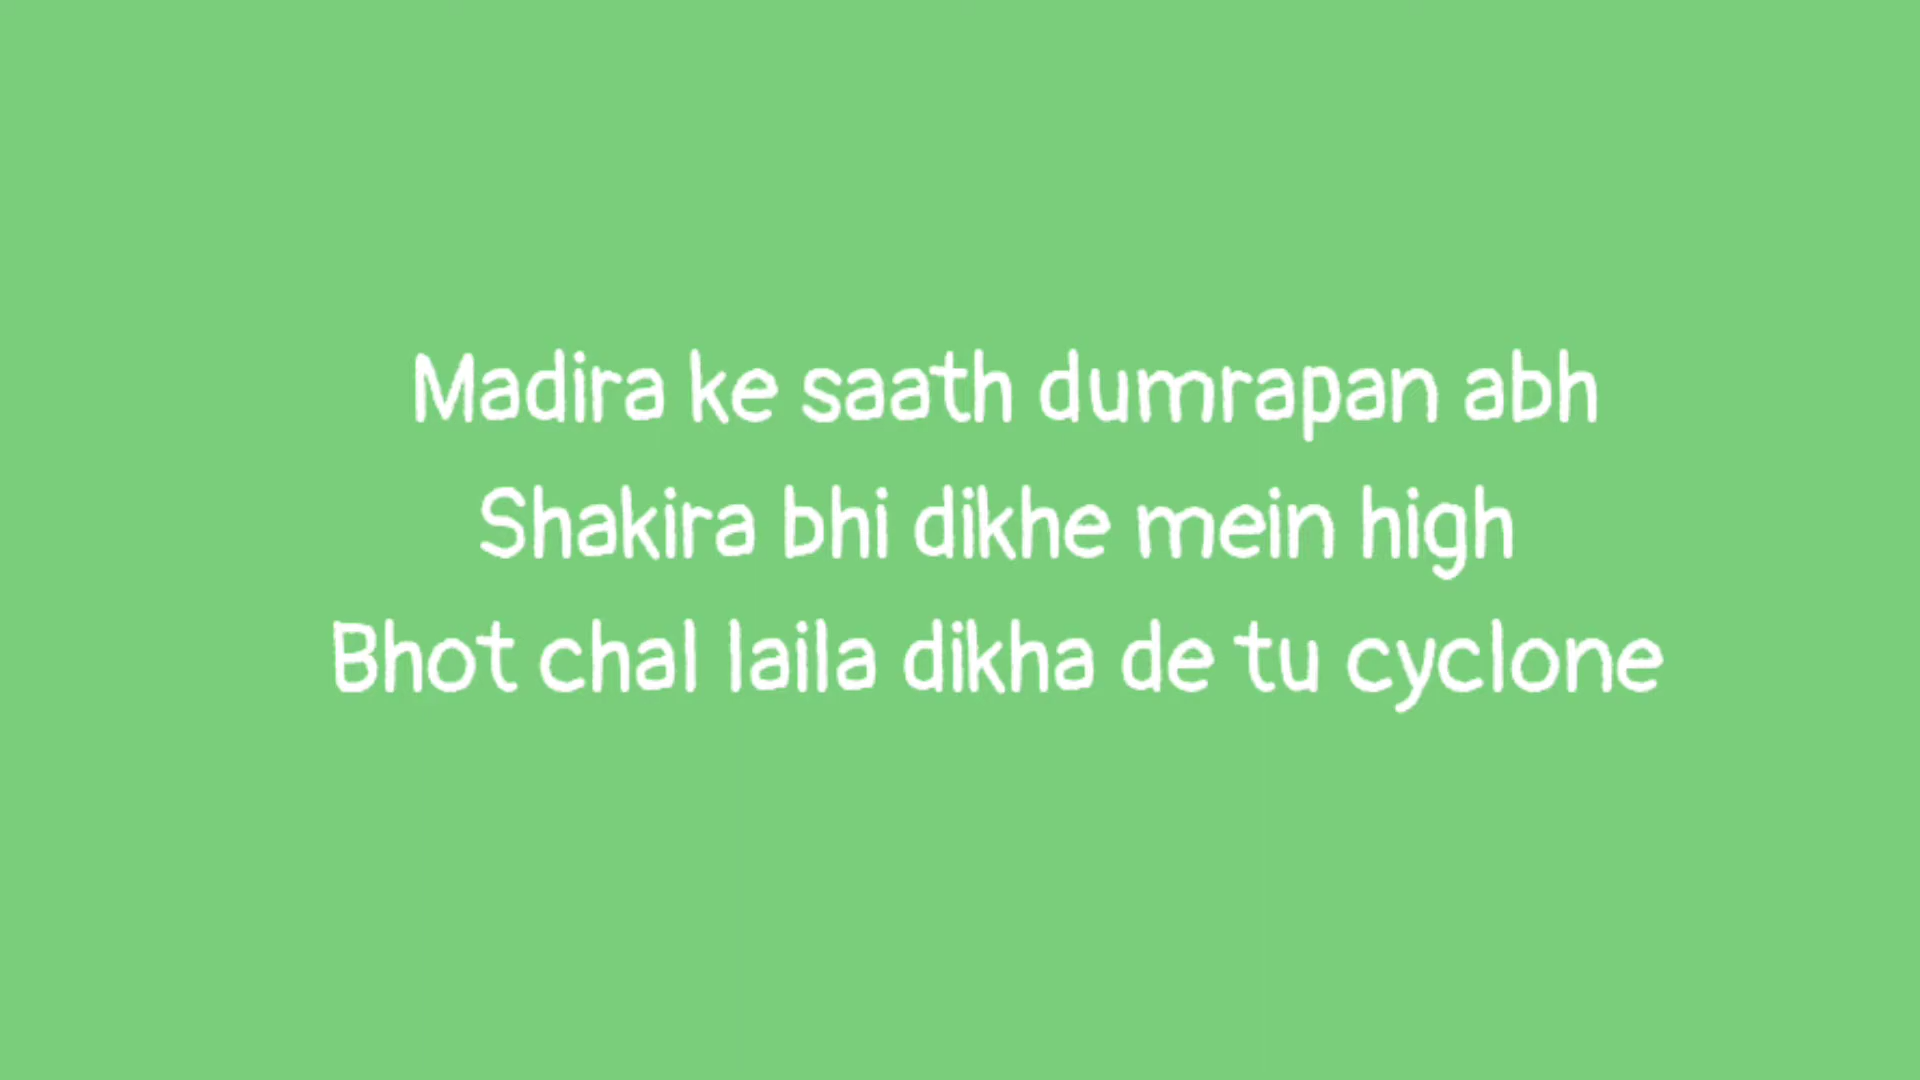 Madira ke saath dumrapan abh
Shakira bhi dikhe mein high
Bhot chal laila dikha de tu cyclone